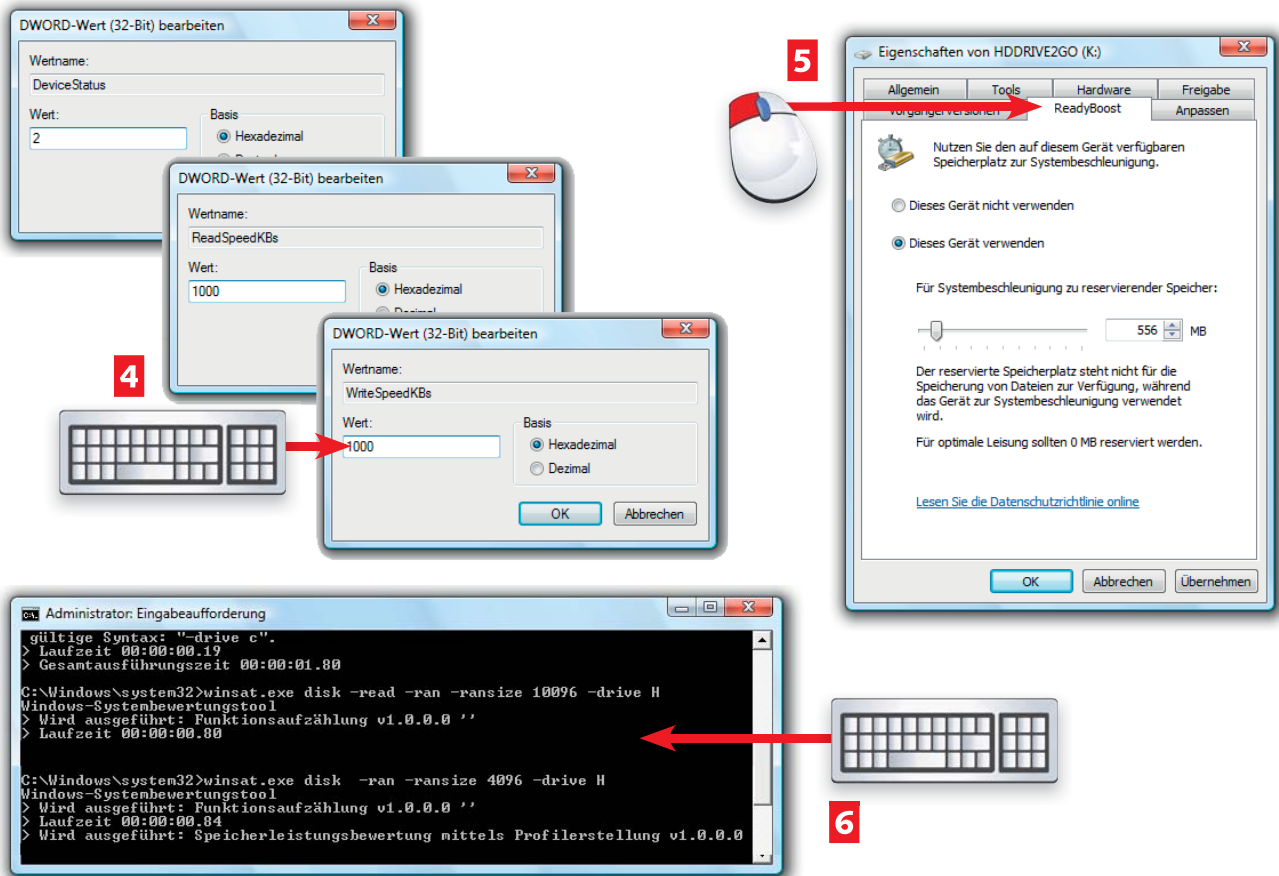 DWORD-Wert (32-Bit) bearbeiten
Wertname:
DeviceStatus
Wert:
2
Basis
Hexadezimal
DWORD-Wert (32-Bit) bearbeiten
Wertname:
ReadSpeedKBs
Wert:
1000
Basis
Hexadezimal
Dezimal
DWORD-Wert (32-Bit) bearbeiten
Wertname:
WriteSpeedKBs
Wert:
1000
Basis
Hexadezimal
Dezimal
OK
Abbrechen
4
5
Eigenschaften von HDDRIVE2GO (K:)
Allgemein
Tools
Hardware
Freigabe
Vorgängerversionen
ReadyBoost
Anpassen
Nutzen Sie den auf diesem Gerät verfügbaren
Speicherplatz zur Systembeschleunigung.
Dieses Gerät nicht verwenden
Dieses Gerät verwenden
Für Systembeschleunigung zu reservierender Speicher:
556 MB
Der reservierte Speicherplatz steht nicht für die
Speicherung von Dateien zur Verfügung, während
das Gerät zur Systembeschleunigung verwendet
wird.
Für optimale Leisung sollten 0 MB reserviert werden.
Lesen Sie die Datenschutzrichtlinie online
OK
Abbrechen
Übernehmen
C:\.
Administrator: Eingabeaufforderung
gültige Syntax: "-drive c".
> Laufzeit 00:00:00.19
> Gesamtausführungszeit 00:00:01.80
C:\Windows\system32>winsat.exe disk -read -ran -ransize 10096 -drive H
Windows-Systembewertungstool
> Wird ausgeführt: Funktionsaufzählung v1.0.0.0 ''
> Laufzeit 00:00:00.80
C:\Windows\system32>winsat.exe disk  -ran -ransize 4096 -drive H
Windows-Systembewertungstool
> Wird ausgeführt: Funktionsaufzählung v1.0.0.0 ''
> Laufzeit 00:00:00.84
> Wird ausgeführt: Speicherleistungsbewertung mittels Profilerstellung v1.0.0.0
6